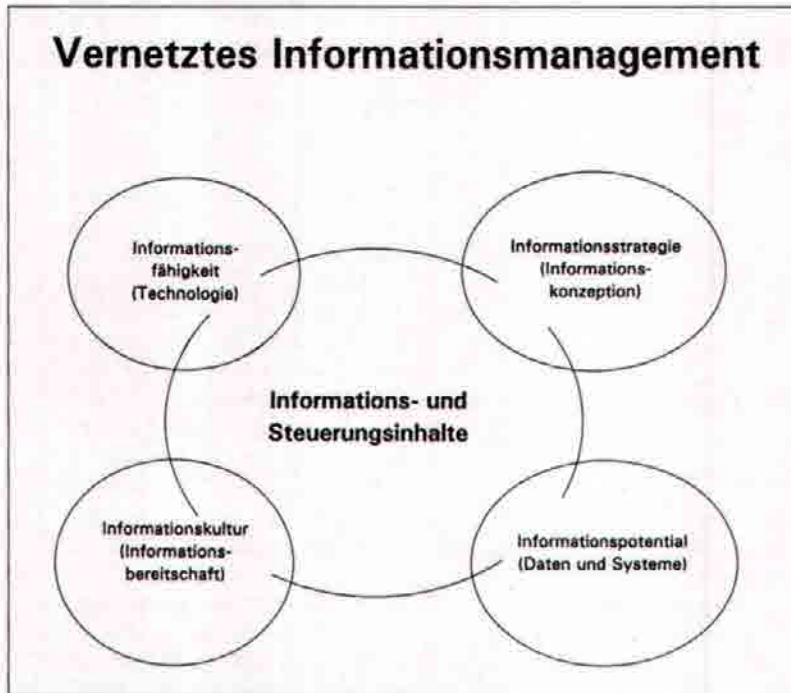 Vernetztes Informationsmanagement
Informations-
fähigkeit
(Technologie)
Informationsstrategie
(Informations-
konzeption)
Informations- und
Steuerungsinhalte
Informationskultur
(Informations-
bereitschaft)
Informationspotential
(Daten und Systeme)